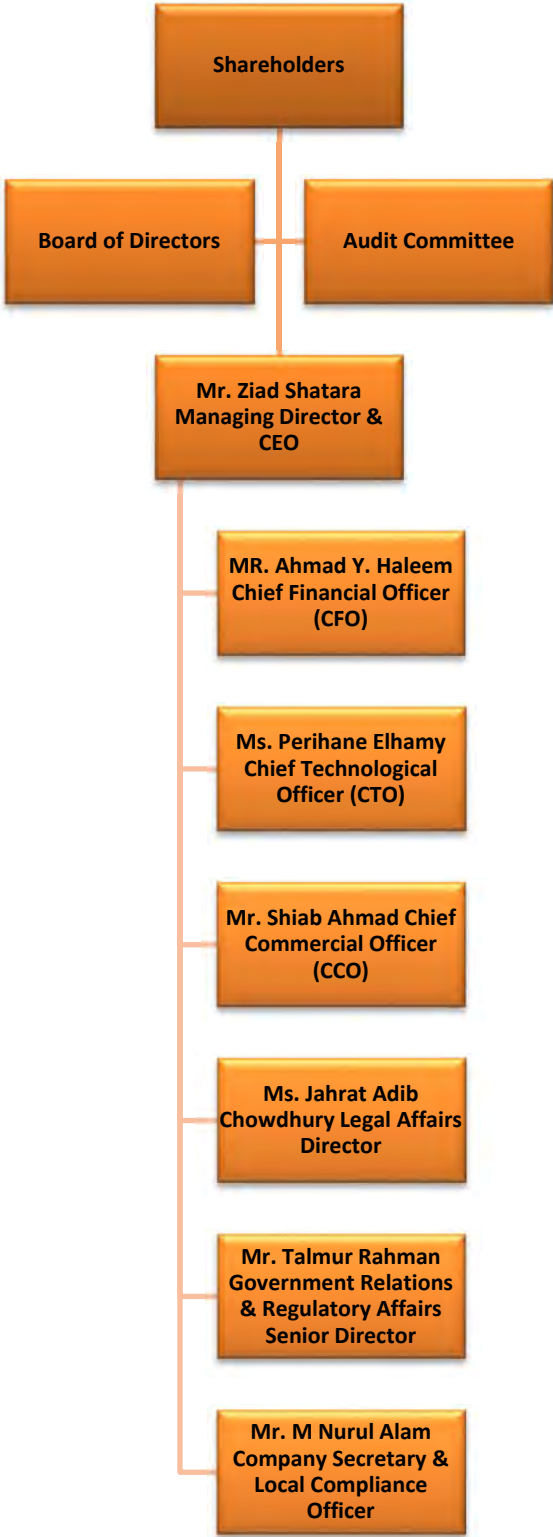 Shareholders
Board of Directors
Audit Committee
Mr. Ziad Shatara
Managing Director &
CEO
MR. Ahmad Y. Haleem
Chief Financial Officer
(CFO)
Ms. Perihane Elhamy
Chief Technological
Officer (CTO)
Mr. Shiab Ahmad Chief
Commercial Officer
(CCO)
Ms. Jahrat Adib
Chowdhury Legal Affairs
Director
Mr. Talmur Rahman
Government Relations
& Regulatory Affairs
Senior Director
Mr. M Nurul Alam
Company Secretary &
Local Compliance
Officer